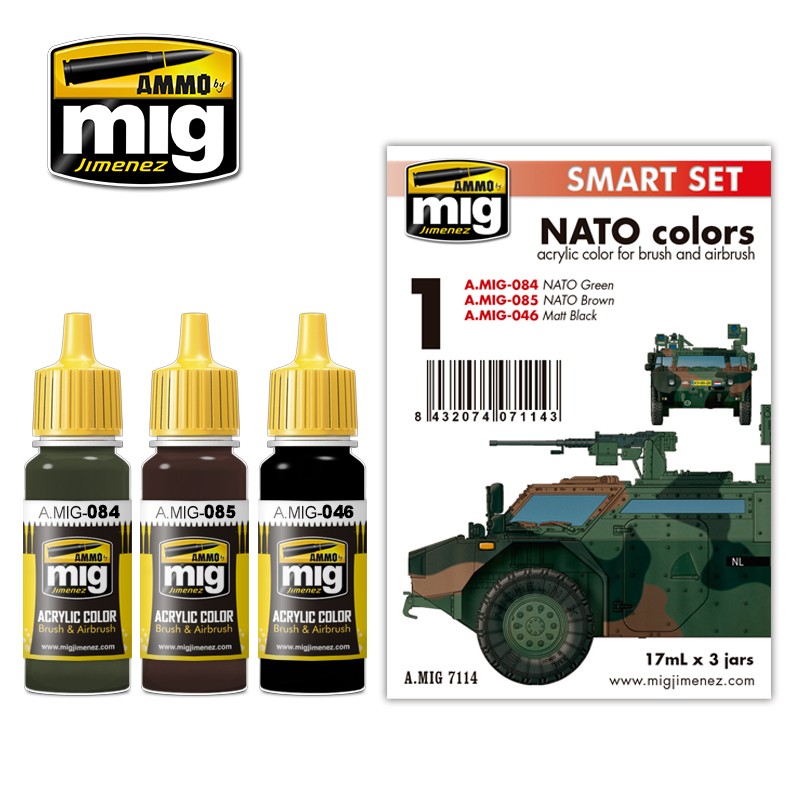 AMMO by
mig
Jimenez
AMMO by
mig
Jimenez
SMART SET
NATO colors
acrylic color for brush and airbrush
1
A.MIG-084 NATO Green
A.MIG-085 NATO Brown
A.MIG-046 Matt Black
8 432074 071143
NL
17mL x 3 jars
A.MIG 7114
www.migjimenez.com
A.MIG-084
AMMO by
mig
Jimenez
ACRYLIC COLOR
Brush & Airbrush
www.migjimenez.com
A.MIG-085
AMMO by
mig
Jimenez
ACRYLIC COLOR
Brush & Airbrush
www.migjimenez.com
A.MIG-046
AMMO by
mig
Jimenez
ACRYLIC COLOR
Brush & Airbrush
www.migjimenez.com